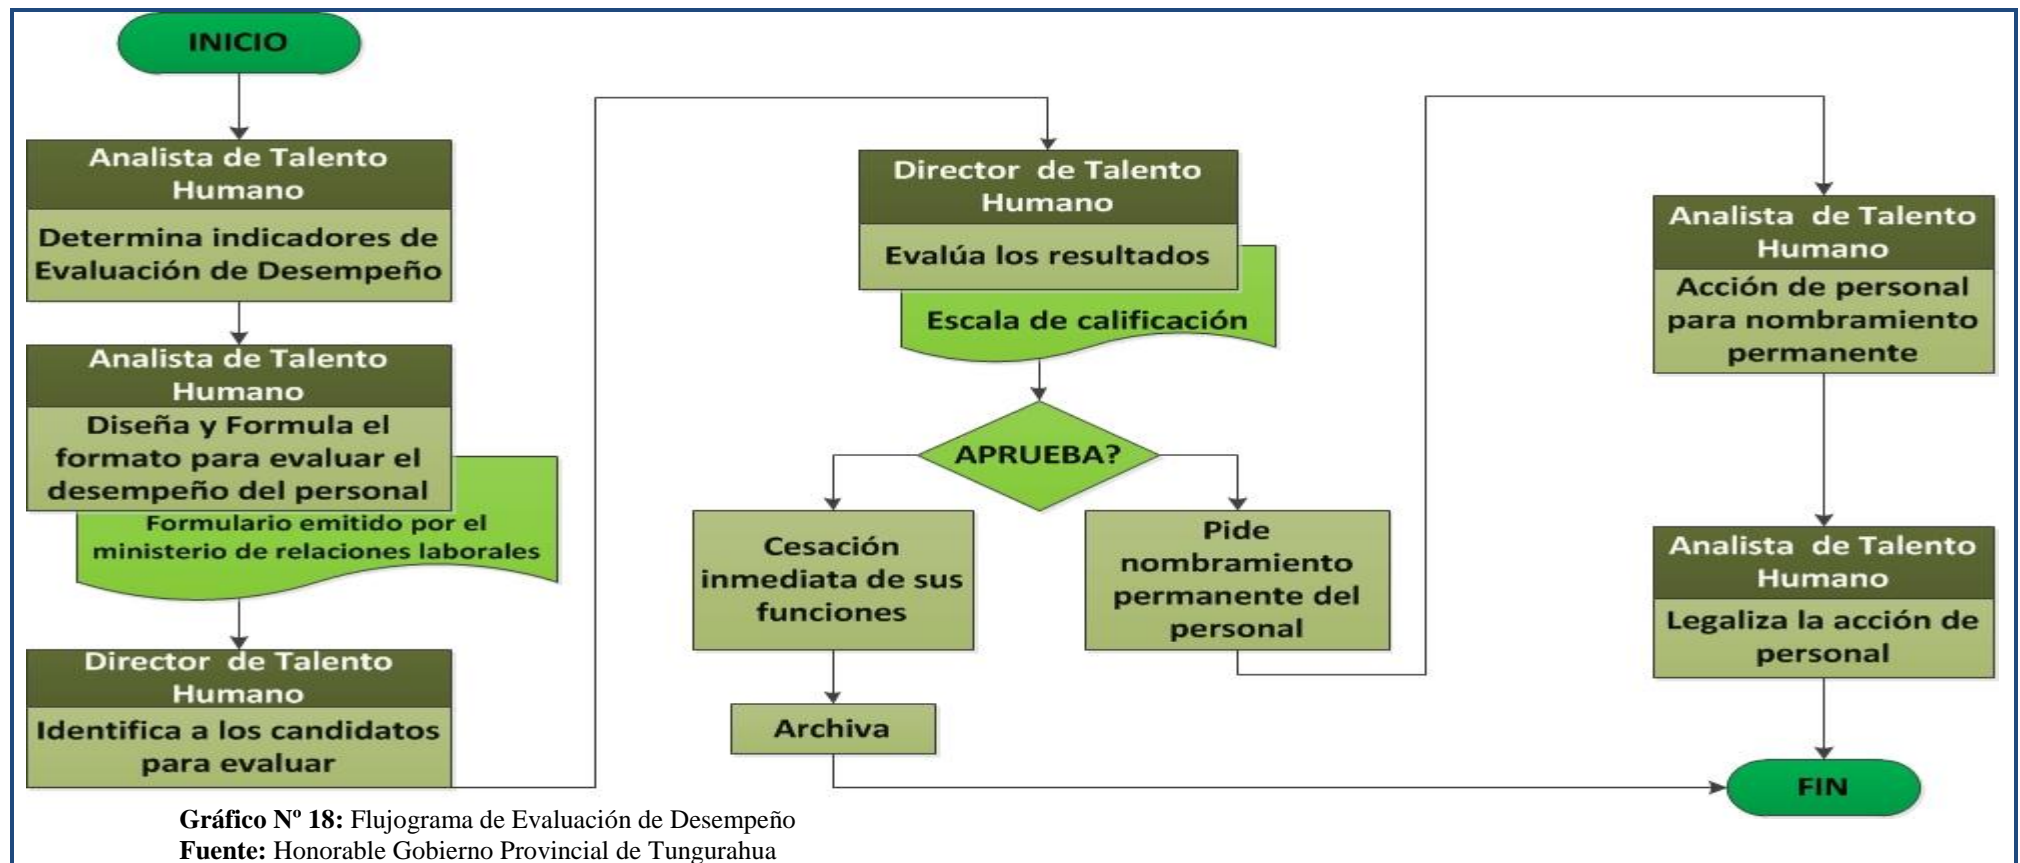 INICIO
Analista de Talento
Humano
Determina indicadores de
Evaluación de Desempeño
Analista de Talento
Humano
Diseña y Formula el
formato para evaluar el
desempeño del personal
Formulario emitido por el
ministerio de relaciones laborales
Director de Talento
Humano
Identifica a los candidatos
para evaluar
Director de Talento
Humano
Evalúa los resultados
Escala de calificación
APRUEBA?
Cesación
inmediata de sus
funciones
Archiva
Pide
nombramiento
permanente del
personal
Analista de Talento
Humano
Acción de personal
para nombramiento
permanente
Analista de Talento
Humano
Legaliza la acción de
personal
FIN
Gráfico Nº 18: Flujograma de Evaluación de Desempeño
Fuente: Honorable Gobierno Provincial de Tungurahua